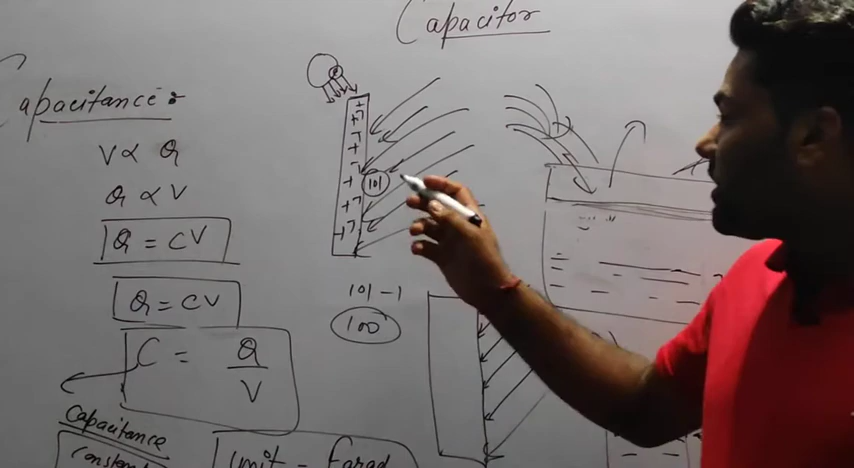 Capacitor
Capacitance :
V ∝ Q
Q ∝ V
Q = CV
Q = CV
C = Q / V
Capacitance
Constant
Unit - Farad
101
101-1
100